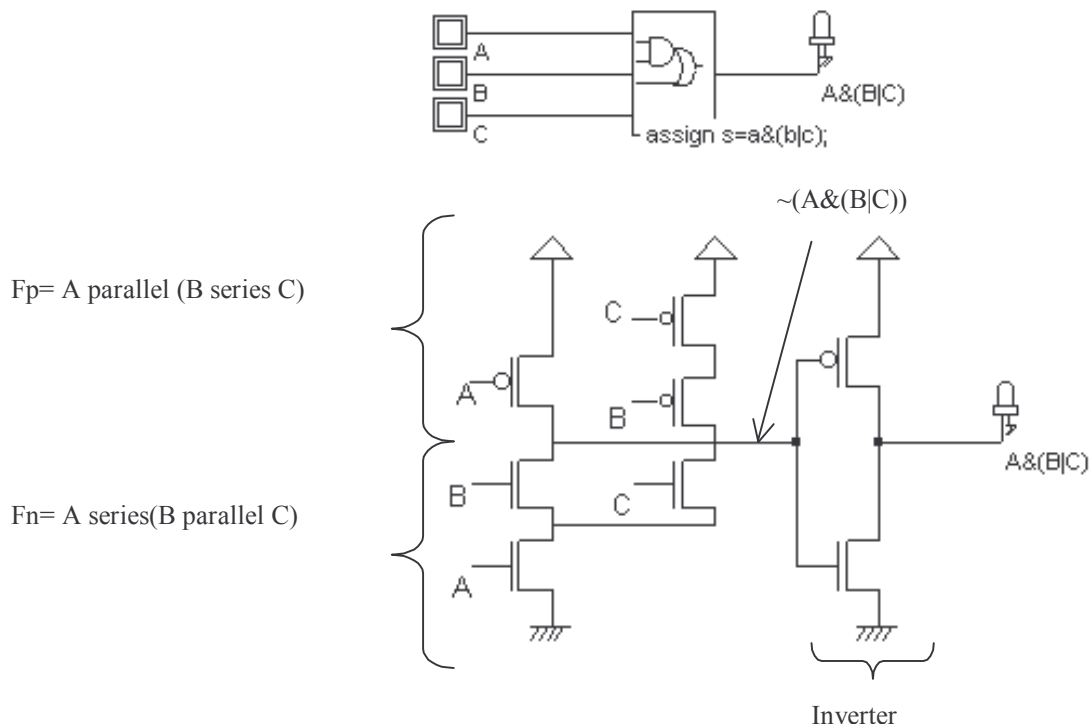 A
B
C
assign s=a&(b|c);
A&(B|C)
~(A&(B|C))
Fp= A parallel (B series C)
C
A
B
B
C
A&(B|C)
Fn= A series(B parallel C)
A
Inverter